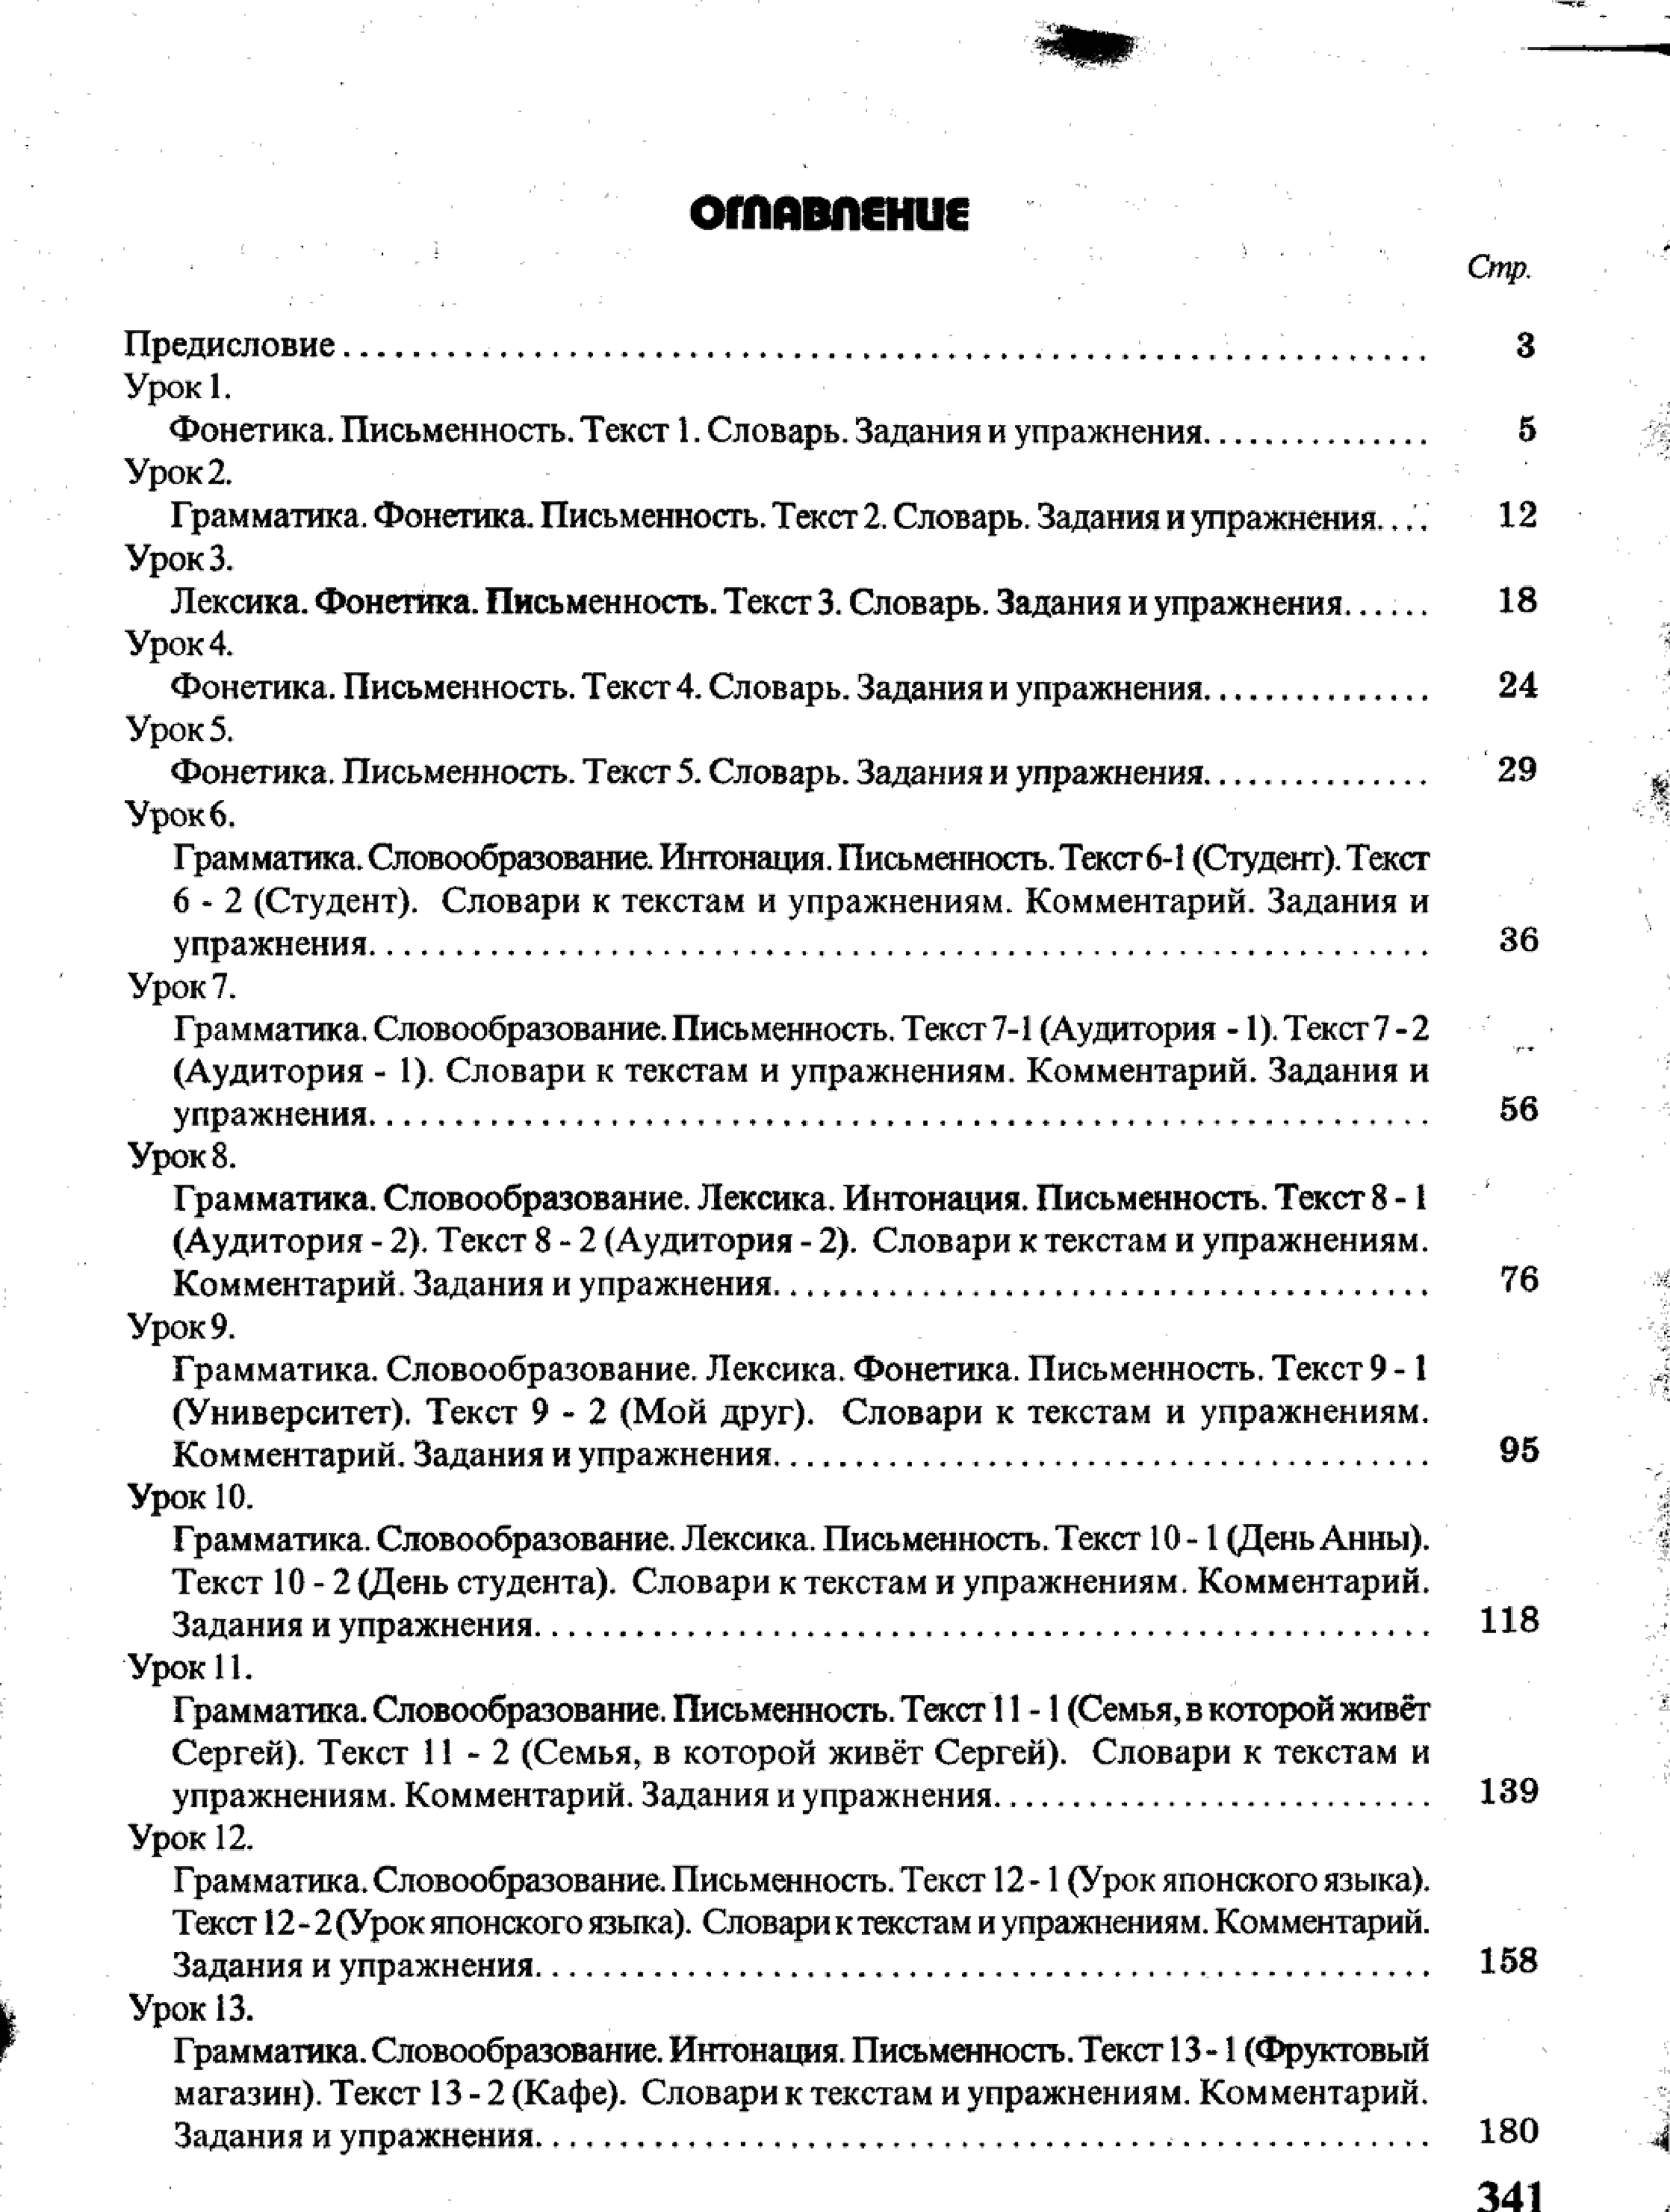 ОГЛАВЛЕНИЕ
Стр.
Предисловие.................................................... 3
Урок 1.
Фонетика. Письменность. Текст 1. Словарь. Задания и упражнения.............. 5
Урок 2.
Грамматика. Фонетика. Письменность. Текст 2. Словарь. Задания и упражнения.... 12
Урок 3.
Лексика. Фонетика. Письменность. Текст 3. Словарь. Задания и упражнения...... 18
Урок 4.
Фонетика. Письменность. Текст 4. Словарь. Задания и упражнения.............. 24
Урок 5.
Фонетика. Письменность. Текст 5. Словарь. Задания и упражнения.............. 29
Урок 6.
Грамматика. Словообразование. Интонация. Письменность. Текст 6-1 (Студент). Текст
6 - 2 (Студент). Словари к текстам и упражнениям. Комментарий. Задания и
упражнения.................................................... 36
Урок 7.
Грамматика. Словообразование. Письменность. Текст 7-1 (Аудитория - 1). Текст 7 - 2
(Аудитория - 1). Словари к текстам и упражнениям. Комментарий. Задания и
упражнения.................................................... 56
Урок 8.
Грамматика. Словообразование. Лексика. Интонация. Письменность. Текст 8 - 1
(Аудитория - 2). Текст 8 - 2 (Аудитория - 2). Словари к текстам и упражнениям.
Комментарий. Задания и упражнения................................ 76
Урок 9.
Грамматика. Словообразование. Лексика. Фонетика. Письменность. Текст 9 - 1
(Университет). Текст 9 - 2 (Мой друг). Словари к текстам и упражнениям.
Комментарий. Задания и упражнения................................ 95
Урок 10.
Грамматика. Словообразование. Лексика. Письменность. Текст 10 - 1 (День Анны).
Текст 10 - 2 (День студента). Словари к текстам и упражнениям. Комментарий.
Задания и упражнения............................................ 118
Урок 11.
Грамматика. Словообразование. Письменность. Текст 11 - 1 (Семья, в которой живёт
Сергей). Текст 11 - 2 (Семья, в которой живёт Сергей). Словари к текстам и
упражнениям. Комментарий. Задания и упражнения...................... 139
Урок 12.
Грамматика. Словообразование. Письменность. Текст 12 - 1 (Урок японского языка).
Текст 12 - 2 (Урок японского языка). Словари к текстам и упражнениям. Комментарий.
Задания и упражнения............................................ 158
Урок 13.
Грамматика. Словообразование. Интонация. Письменность. Текст 13 - 1 (Фруктовый
магазин). Текст 13 - 2 (Кафе). Словари к текстам и упражнениям. Комментарий.
Задания и упражнения............................................ 180
341